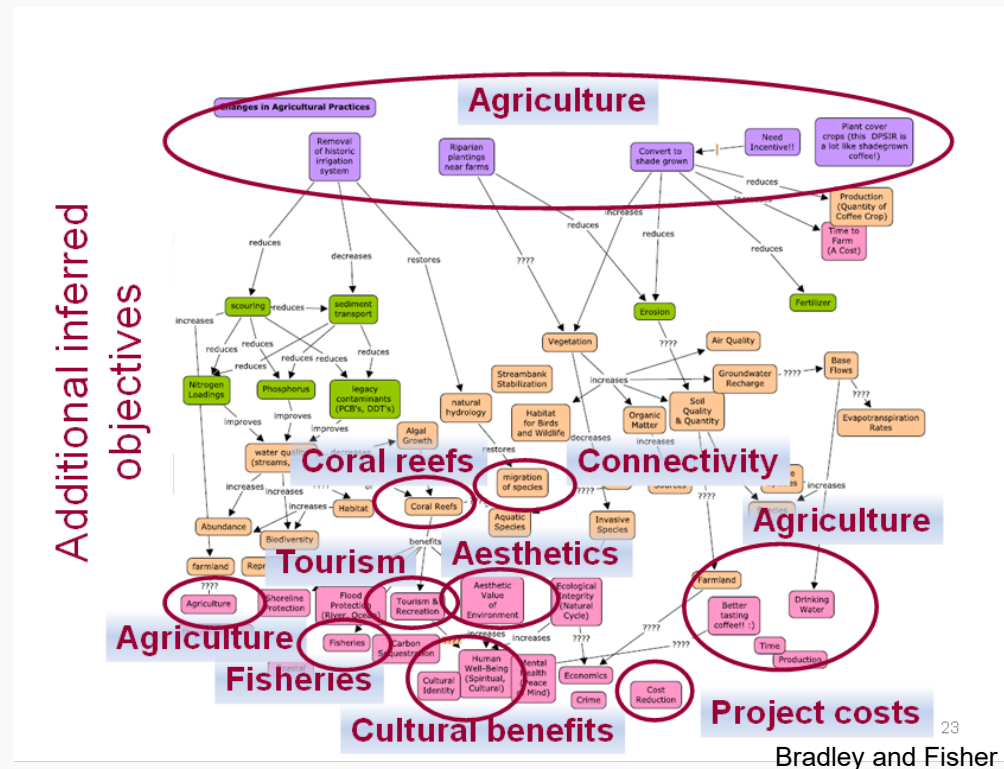 Additional inferred
objectives
Agriculture
Changes in Agricultural Practices
Removal
of historic
irrigation
system
Riparian
plantings
near farms
Convert to
shade grown
Need
Incentive!!
Plant cover
crops (this DPSIR is
a lot like shadegrown
coffee!)
reduces
Production
(Quantity of
Coffee Crop)
increases
increases
Time to
Farm
(A Cost)
reduces
decreases
restores
????
reduces
reduces
reduces
scouring
reduces
sediment
transport
Erosion
Fertilizer
increases
reduces
reduces
reduces
reduces
reduces
reduces
Vegetation
????
Air Quality
Nitrogen
Loadings
Phosphorus
legacy
contaminants
(PCB's, DDT's)
Streambank
Stabilization
increases
Groundwater
Recharge
????
Base
Flows
????
natural
hydrology
Habitat
for Birds
and Wildlife
Organic
Matter
Soil
Quality
& Quantity
Evapotranspiration
Rates
improves
improves
improves
Algal
Growth
decreases
increases
water
(streams,
decreases
restores
Coral reefs
Connectivity
migration
of species
increases
increases
increases
Habitat
Coral Reefs
????
????
increases
Abundance
Biodiversity
Aquatic
Species
Invasive
Species
Agriculture
benefits
farmland
Tourism
Aesthetics
Farmland
????
Agriculture
Shoreline
Protection
Flood
Protection
(River, Ocean)
Tourism &
Recreation
Aesthetic
Value
of
Environment
Ecological
Integrity
(Natural
Cycle)
Better
tasting
coffee!! :)
Drinking
Water
Agriculture
Fisheries
Carbon
Sequestration
increases
increases
????
????
????
Time
Production
Fisheries
Cultural
Identity
Human
Well-Being
(Spiritual,
Cultural)
Mental
Health
(Peace
of Mind)
Economics
Crime
Cost
Reduction
Cultural benefits
Project costs
23
Bradley and Fisher